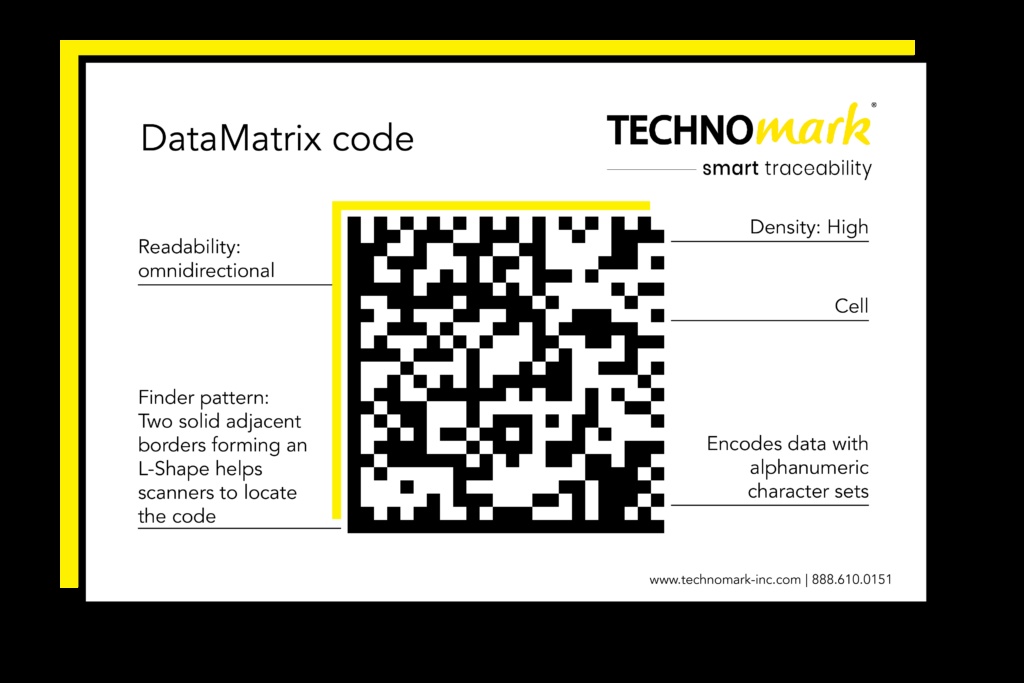 DataMatrix code
TECHNOmark®
smart traceability
Readability:
omnidirectional
Density: High
Cell
Finder pattern:
Two solid adjacent
borders forming an
L-Shape helps
scanners to locate
the code
Encodes data with
alphanumeric
character sets
www.technomark-inc.com | 888.610.0151